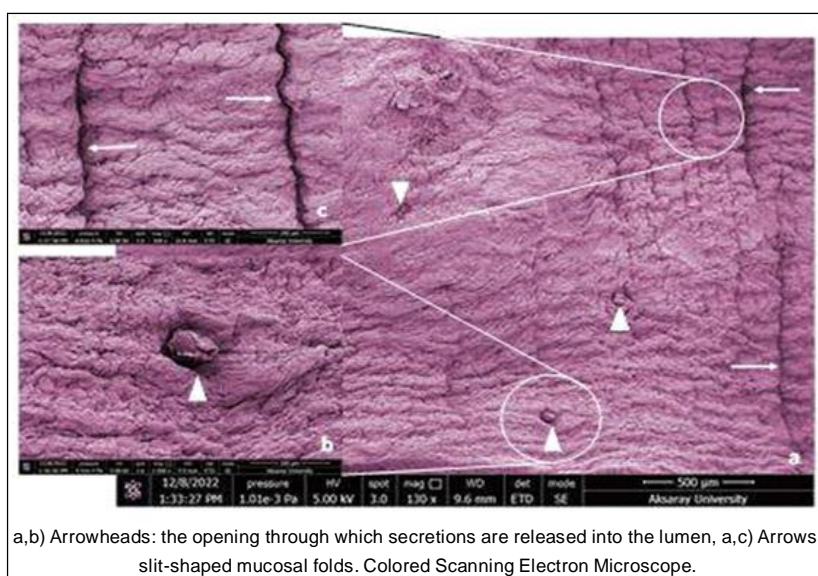 c
b
a
12/8/2022
1:33:27 PM
pressure
1.01e-3 Pa
HV
5.00 kV
spot
3.0
mag
130 x
WD
9.6 mm
det
ETD
mode
SE
500 µm
Aksaray University
Aksaray University
a,b) Arrowheads: the opening through which secretions are released into the lumen, a,c) Arrows
slit-shaped mucosal folds. Colored Scanning Electron Microscope.